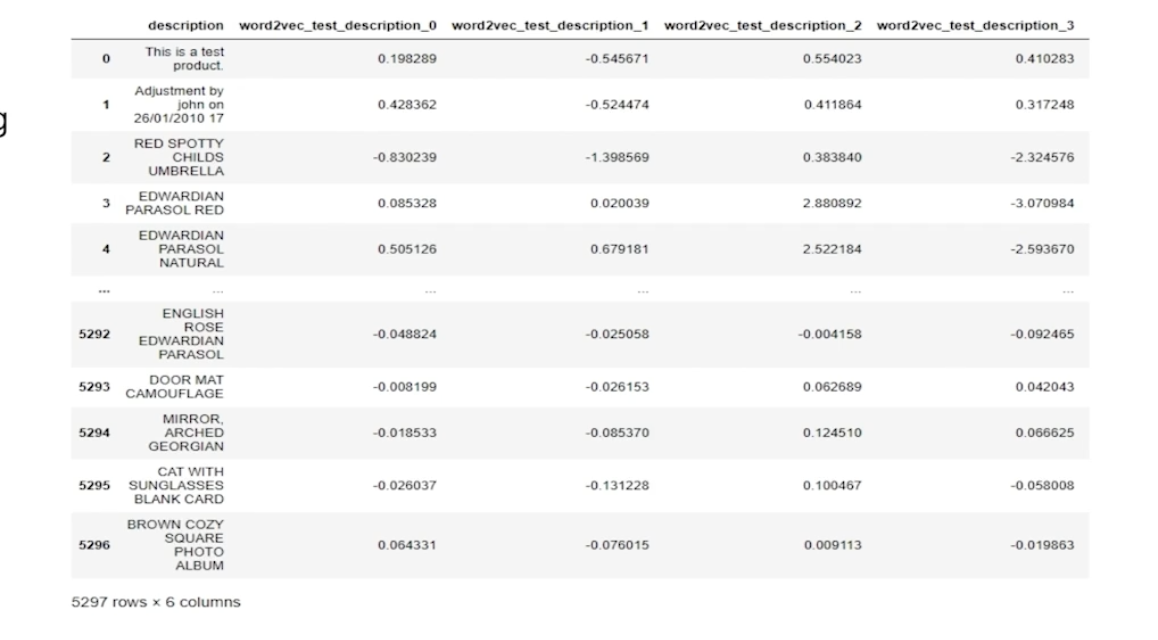 description word2vec_test_description_0 word2vec_test_description_1 word2vec_test_description_2 word2vec_test_description_3
0 This is a test product. 0.198289 -0.545671 0.554023 0.410283
1 Adjustment by john on 26/01/2010 17 0.428362 -0.524474 0.411864 0.317248
2 RED SPOTTY CHILDS UMBRELLA -0.830239 -1.398569 0.383840 -2.324576
3 EDWARDIAN PARASOL RED 0.085328 0.020039 2.880892 -3.070984
4 EDWARDIAN PARASOL NATURAL 0.505126 0.679181 2.522184 -2.593670
... ... ... ... ... ...
5292 ENGLISH ROSE EDWARDIAN PARASOL -0.048824 -0.025058 -0.004158 -0.092465
5293 DOOR MAT CAMOUFLAGE -0.008199 -0.026153 0.062689 0.042043
5294 MIRROR, ARCHED GEORGIAN -0.018533 -0.085370 0.124510 0.066625
5295 CAT WITH SUNGLASSES BLANK CARD -0.026037 -0.131228 0.100467 -0.058008
5296 BROWN COZY SQUARE PHOTO ALBUM 0.064331 -0.076015 0.009113 -0.019863
5297 rows × 6 columns